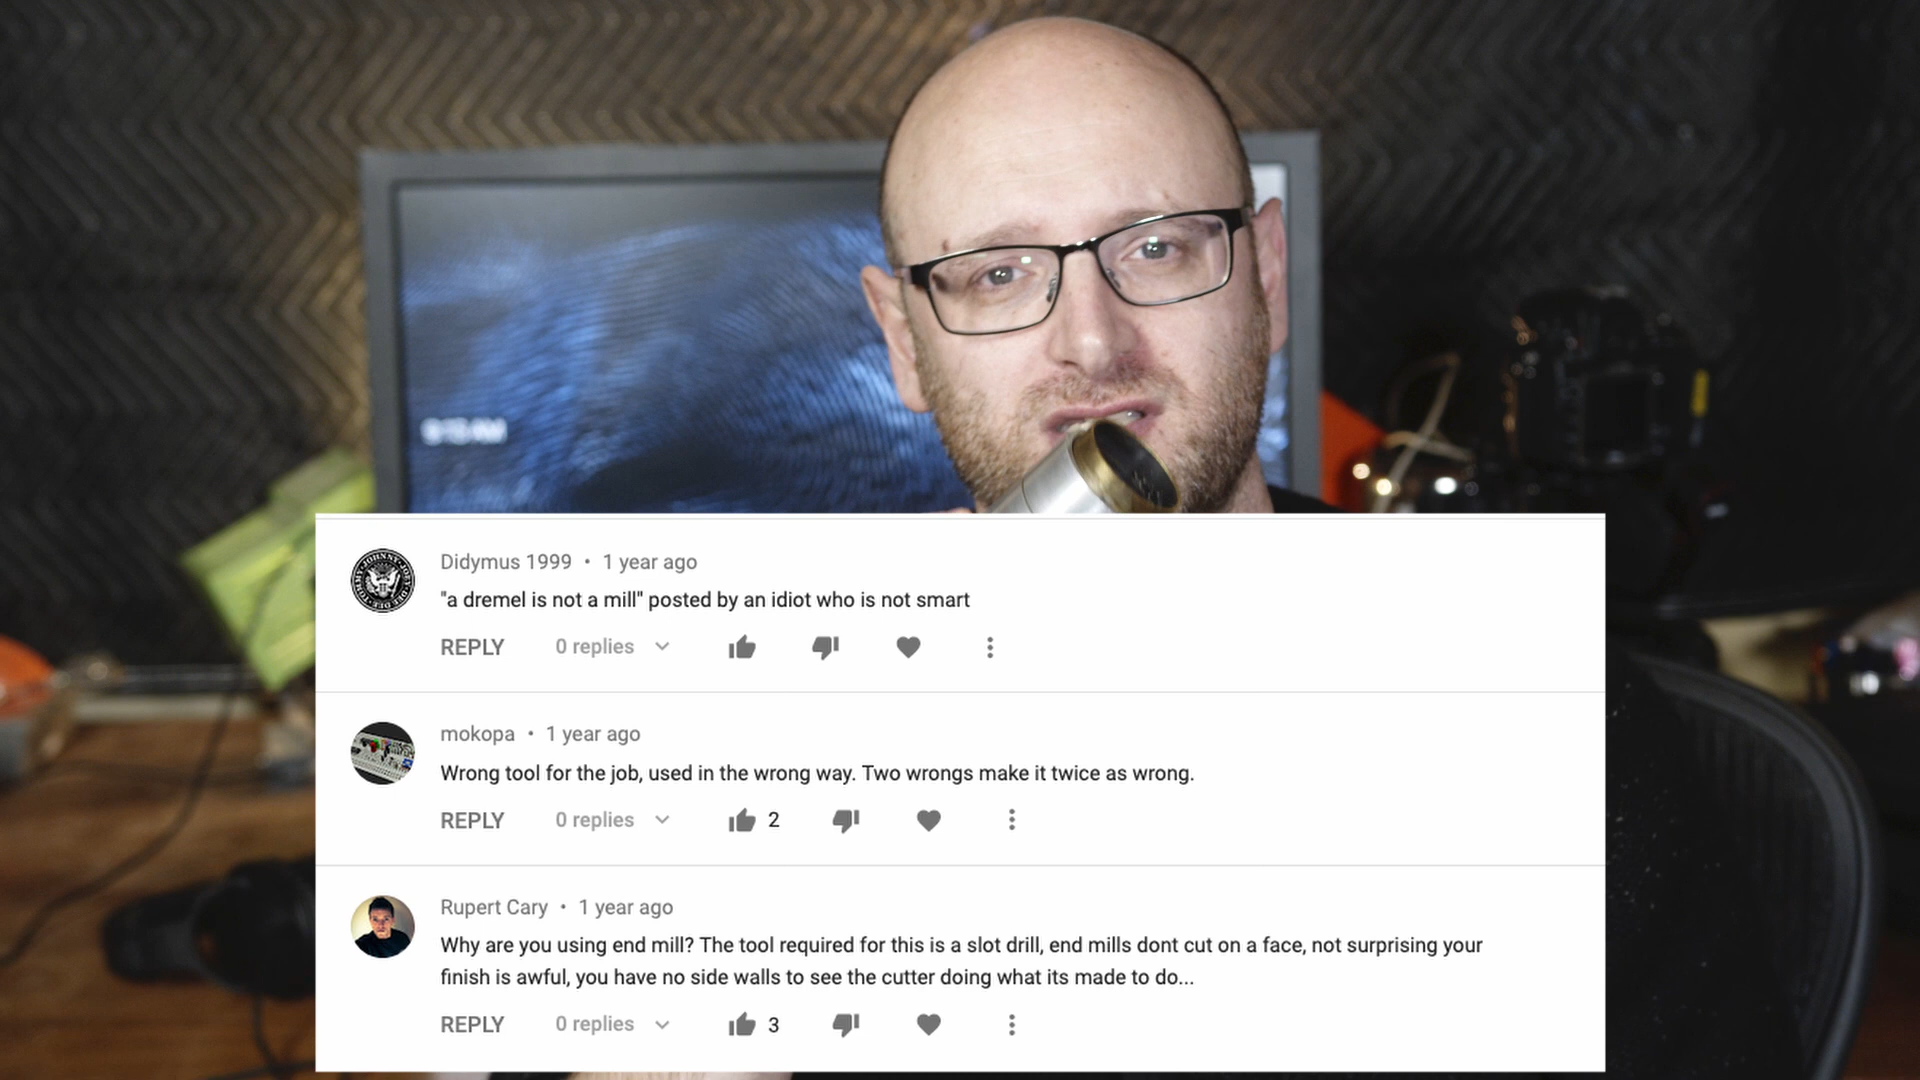 Didymus 1999 • 1 year ago
"a dremel is not a mill" posted by an idiot who is not smart
REPLY 0 replies
mokopa • 1 year ago
Wrong tool for the job, used in the wrong way. Two wrongs make it twice as wrong.
REPLY 0 replies 2
Rupert Cary • 1 year ago
Why are you using end mill? The tool required for this is a slot drill, end mills dont cut on a face, not surprising your
finish is awful, you have no side walls to see the cutter doing what its made to do...
REPLY 0 replies 3